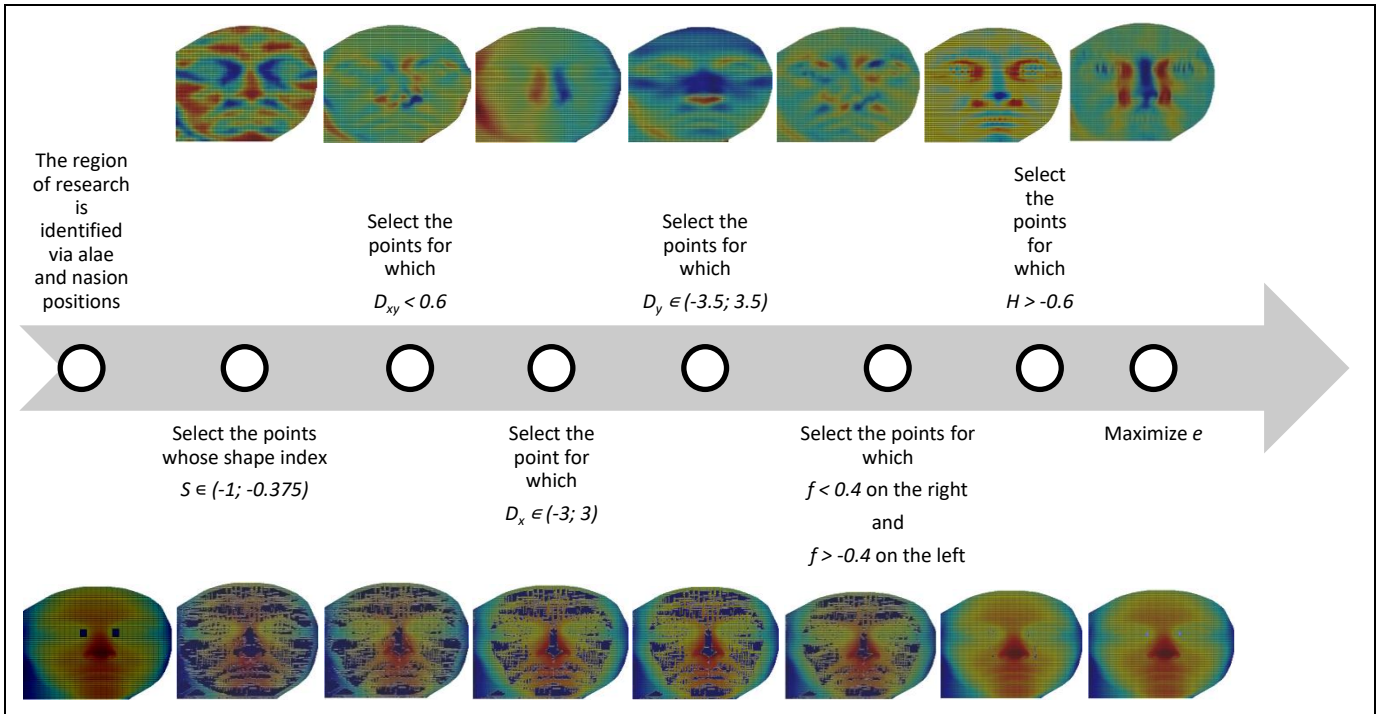 The region
of research
is
identified
via alae
and nasion
positions
Select the points
whose shape index
S ∈ (-1; -0.375)
Select the
points for
which
Dxy < 0.6
Select the
point for
which
Dx ∈ (-3; 3)
Select the
points for
which
Dy ∈ (-3.5; 3.5)
Select the points for
which
f < 0.4 on the right
and
f > -0.4 on the left
Select
the
points
for
which
H > -0.6
Maximize e